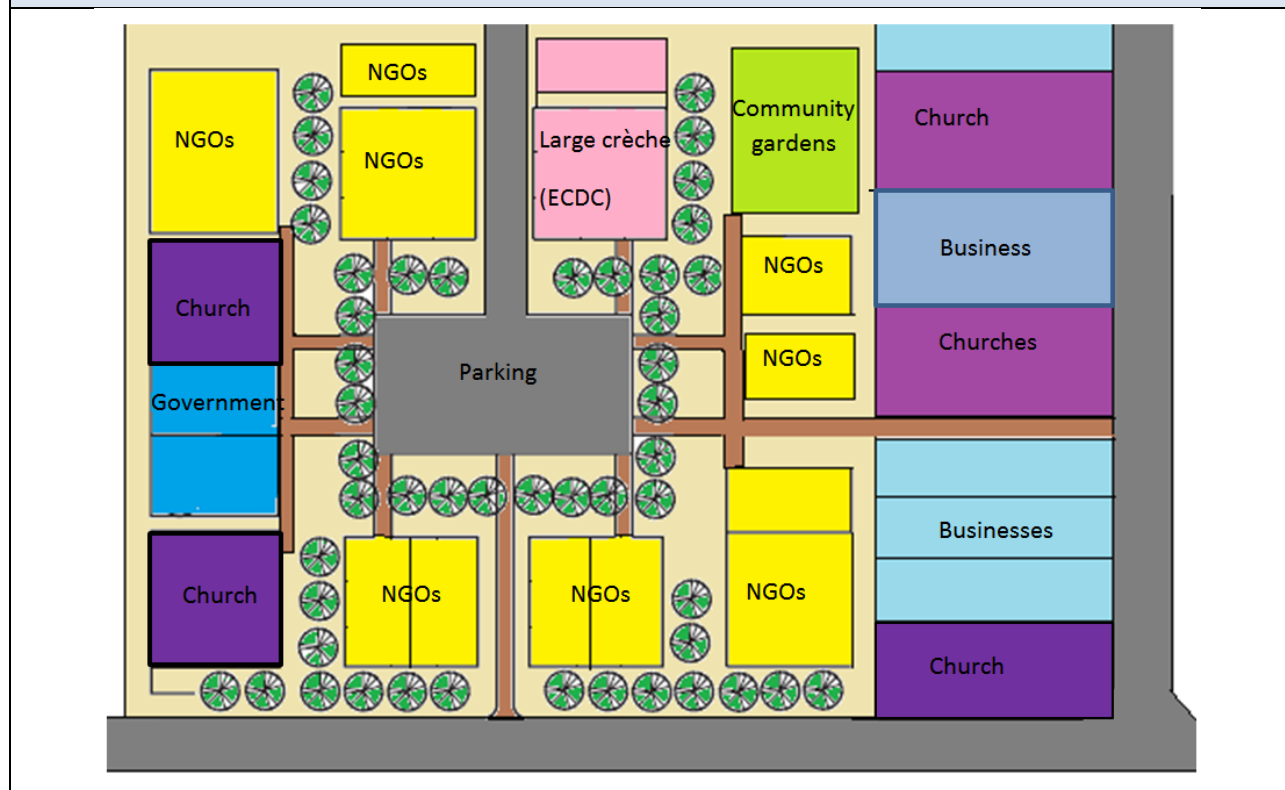 NGOs
NGOs
NGOs
Large crèche
(ECDC)
Community
gardens
Church
Church
Government
Church
Parking
NGOs
NGOs
Business
Churches
Businesses
NGOs
NGOs
NGOs
Church